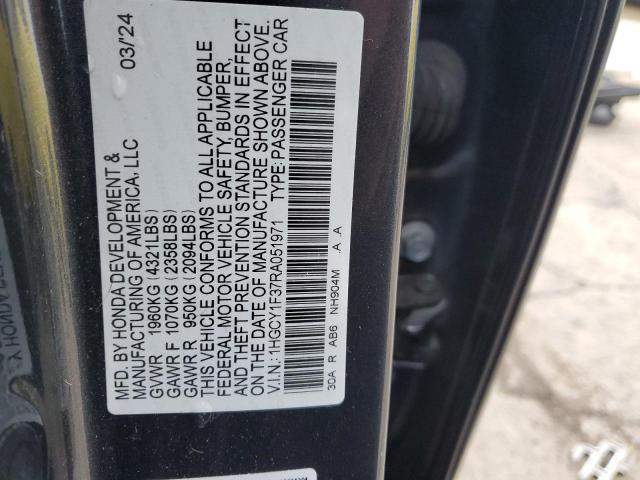 MFD. BY HONDA DEVELOPMENT & 03/24
MANUFACTURING OF AMERICA, LLC
GVWR 1960KG (4321LBS)
GAWR F 1070KG (2358LBS)
GAWR R 950KG (2094LBS)
THIS VEHICLE CONFORMS TO ALL APPLICABLE
FEDERAL MOTOR VEHICLE SAFETY, BUMPER,
AND THEFT PREVENTION STANDARDS IN EFFECT
ON THE DATE OF MANUFACTURE SHOWN ABOVE.
V.I.N.: 1HGCY1F37RA051971 TYPE: PASSENGER CAR
30A R AB6 NH904M .A .A